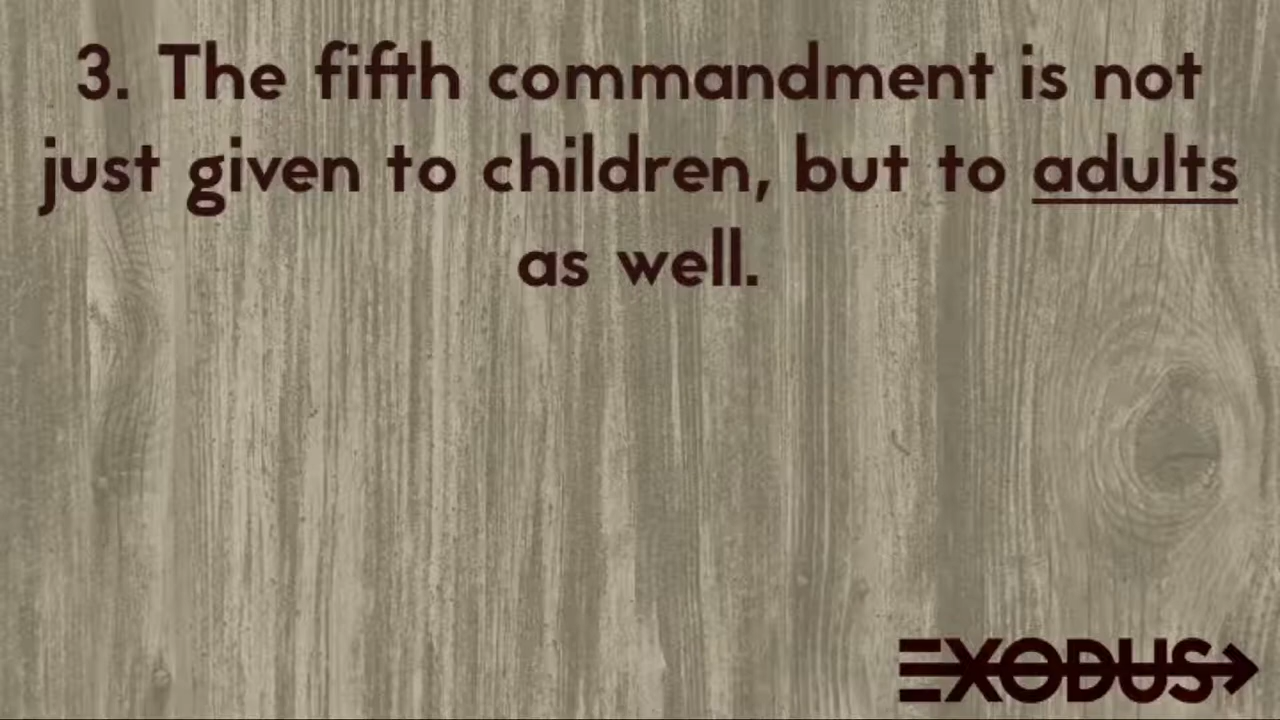 3. The fifth commandment is not
just given to children, but to adults
as well.
EXODUS